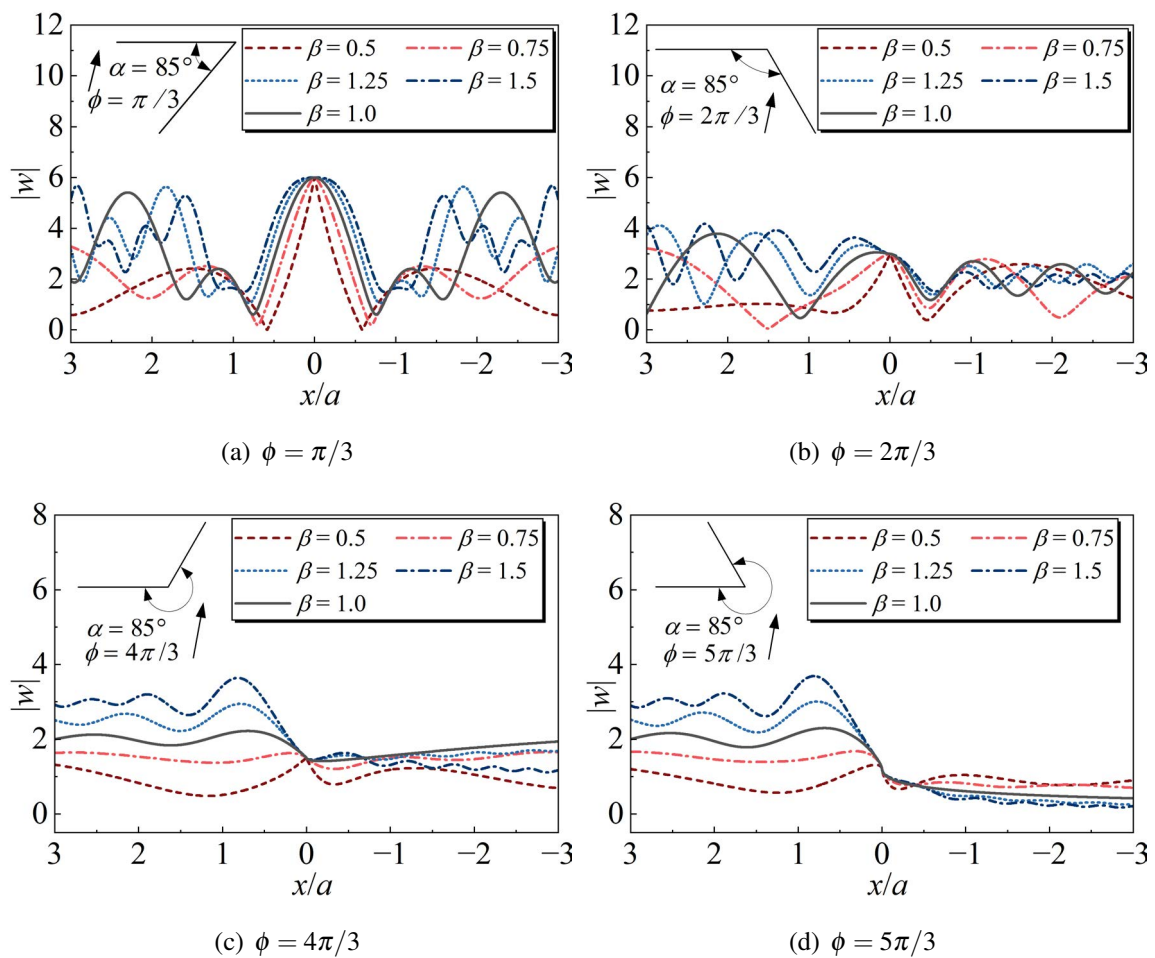 12
10
8
6
4
2
0
|w|
α = 85°
ϕ = π /3
β = 0.5 β = 0.75
β = 1.25 β = 1.5
β = 1.0
3 2 1 0 −1 −2 −3
x/a
(a) ϕ = π/3
12
10
8
6
4
2
0
|w|
α = 85°
ϕ = 2π /3
β = 0.5 β = 0.75
β = 1.25 β = 1.5
β = 1.0
3 2 1 0 −1 −2 −3
x/a
(b) ϕ = 2π/3
8
6
4
2
0
|w|
α = 85°
ϕ = 4π /3
β = 0.5 β = 0.75
β = 1.25 β = 1.5
β = 1.0
3 2 1 0 −1 −2 −3
x/a
(c) ϕ = 4π/3
8
6
4
2
0
|w|
α = 85°
ϕ = 5π /3
β = 0.5 β = 0.75
β = 1.25 β = 1.5
β = 1.0
3 2 1 0 −1 −2 −3
x/a
(d) ϕ = 5π/3